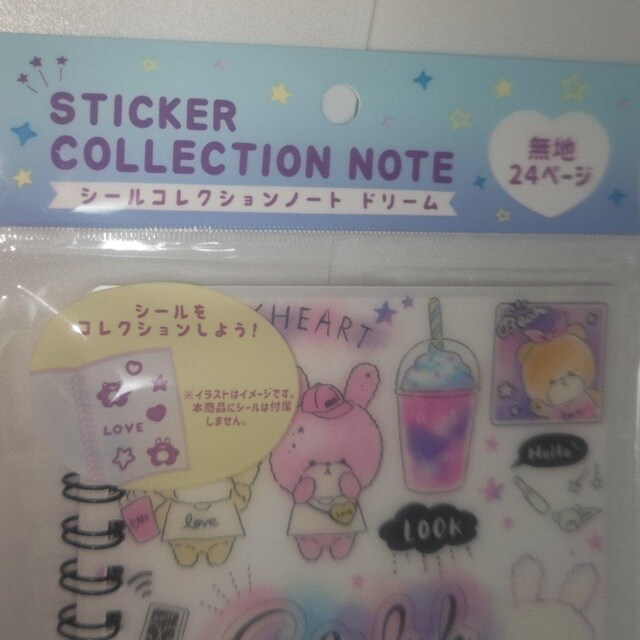 STICKER
COLLECTION NOTE
シールコレクションノート ドリーム
無地
24ページ
シールを
コレクションしよう!
※イラストはイメージです。
本商品にシールは付属
しません。
LOVE
HEART
Hello
love
LOOK